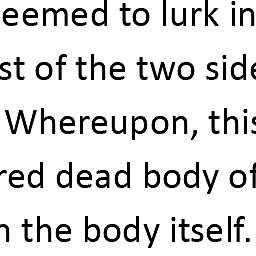 eemed to lurk in
st of the two side
Whereupon, this
red dead body of
n the body itself.